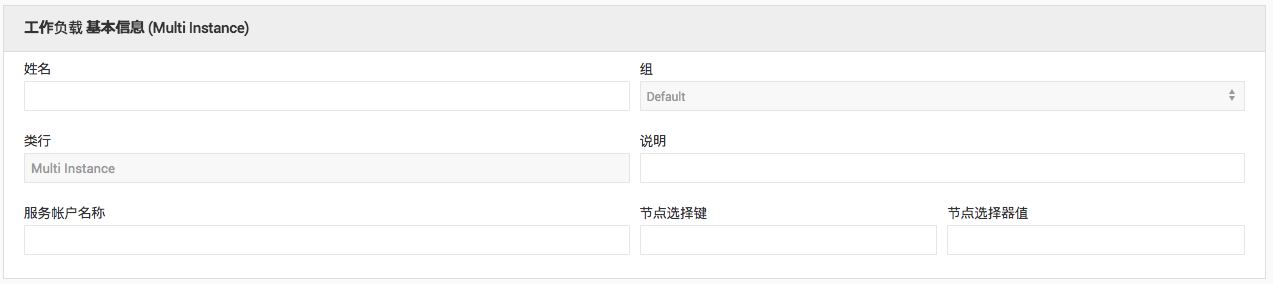 工作负载 基本信息 (Multi Instance)
姓名 组
Default
类行 说明
Multi Instance
服务帐户名称 节点选择键 节点选择器值